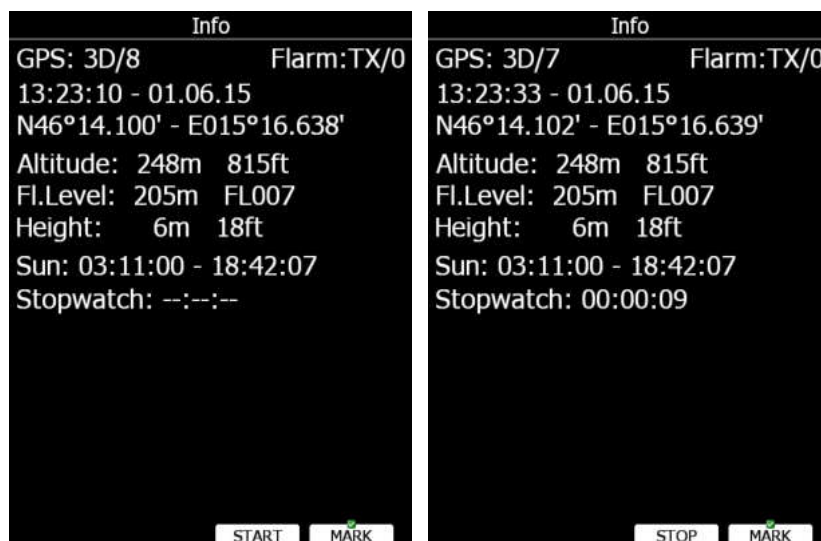 Info
GPS: 3D/8 Flarm:TX/0
13:23:10 - 01.06.15
N46°14.100' - E015°16.638'
Altitude: 248m 815ft
Fl.Level: 205m FL007
Height: 6m 18ft
Sun: 03:11:00 - 18:42:07
Stopwatch: --:--:--
START MARK
Info
GPS: 3D/7 Flarm:TX/0
13:23:33 - 01.06.15
N46°14.102' - E015°16.639'
Altitude: 248m 815ft
Fl.Level: 205m FL007
Height: 6m 18ft
Sun: 03:11:00 - 18:42:07
Stopwatch: 00:00:09
STOP MARK